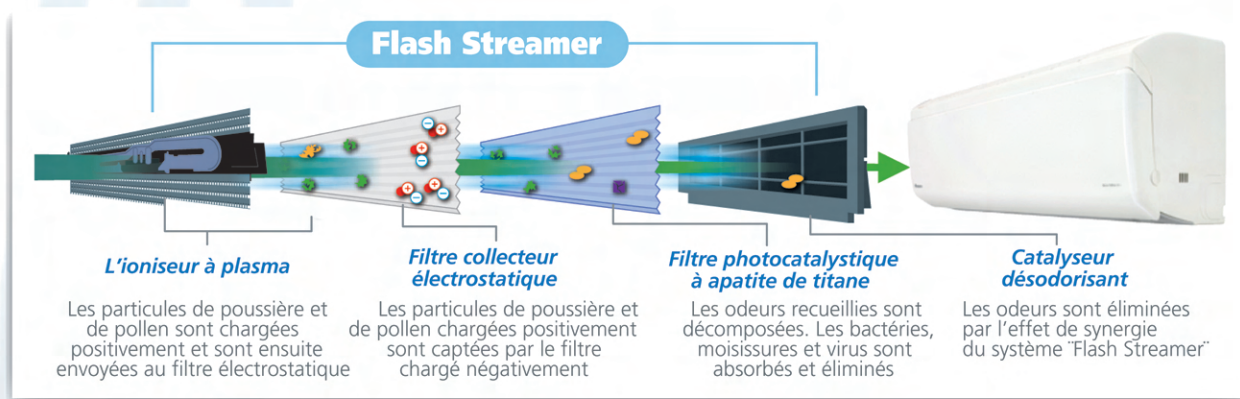 Flash Streamer
L'ioniseur à plasma
Les particules de poussière et
de pollen sont chargées
positivement et sont ensuite
envoyées au filtre électrostatique
Filtre collecteur
électrostatique
Les particules de poussière et
de pollen chargées positivement
sont captées par le filtre
chargé négativement
Filtre photocatalystique
à apatite de titane
Les odeurs recueillies sont
décomposées. Les bactéries,
moisissures et virus sont
absorbés et éliminés
Catalyseur
désodorisant
Les odeurs sont éliminées
par l'effet de synergie
du système ¨Flash Streamer¨